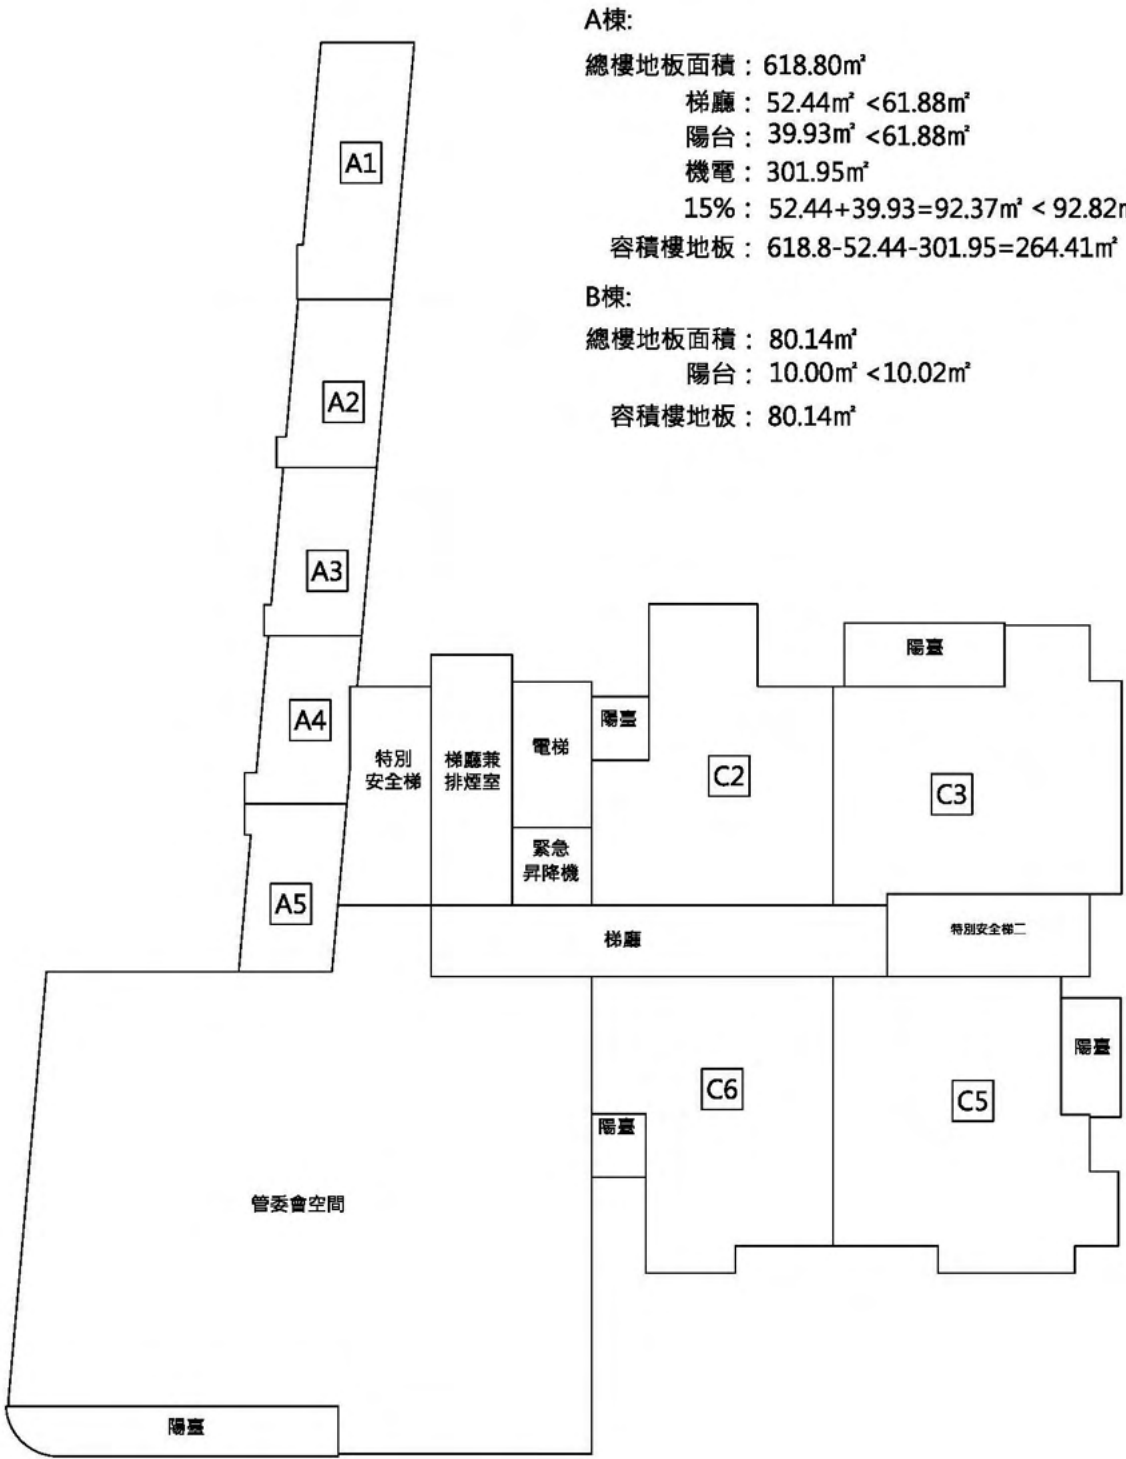 A棟:
總樓地板面積：618.80㎡
梯廳：52.44㎡ <61.88㎡
陽台：39.93㎡ <61.88㎡
機電：301.95㎡
15%：52.44+39.93=92.37㎡ < 92.82m
容積樓地板：618.8-52.44-301.95=264.41㎡
B棟:
總樓地板面積：80.14㎡
陽台：10.00㎡ <10.02㎡
容積樓地板：80.14㎡
A1
A2
A3
A4
A5
特別
安全梯
梯廳兼
排煙室
電梯
緊急
昇降機
陽臺
C2
陽臺
C3
梯廳
特別安全梯二
C6
陽臺
C5
陽臺
管委會空間
陽臺